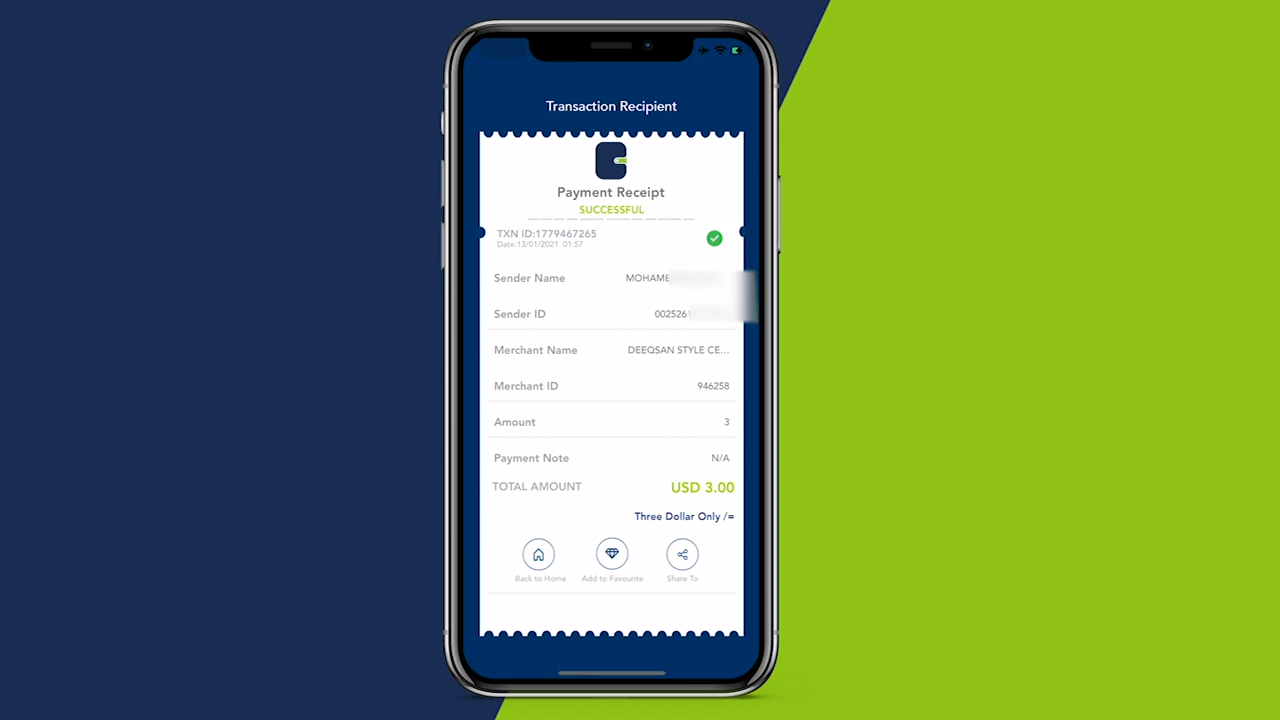 Transaction Recipient
Payment Receipt
SUCCESSFUL
TXN ID:1779467265
Date:13/01/2021 01:57
Sender Name MOHAME
Sender ID 0025261
Merchant Name DEEQSAN STYLE CE...
Merchant ID 946258
Amount 3
Payment Note N/A
TOTAL AMOUNT USD 3.00
Three Dollar Only /=
Back to Home Add to Favourite Share To